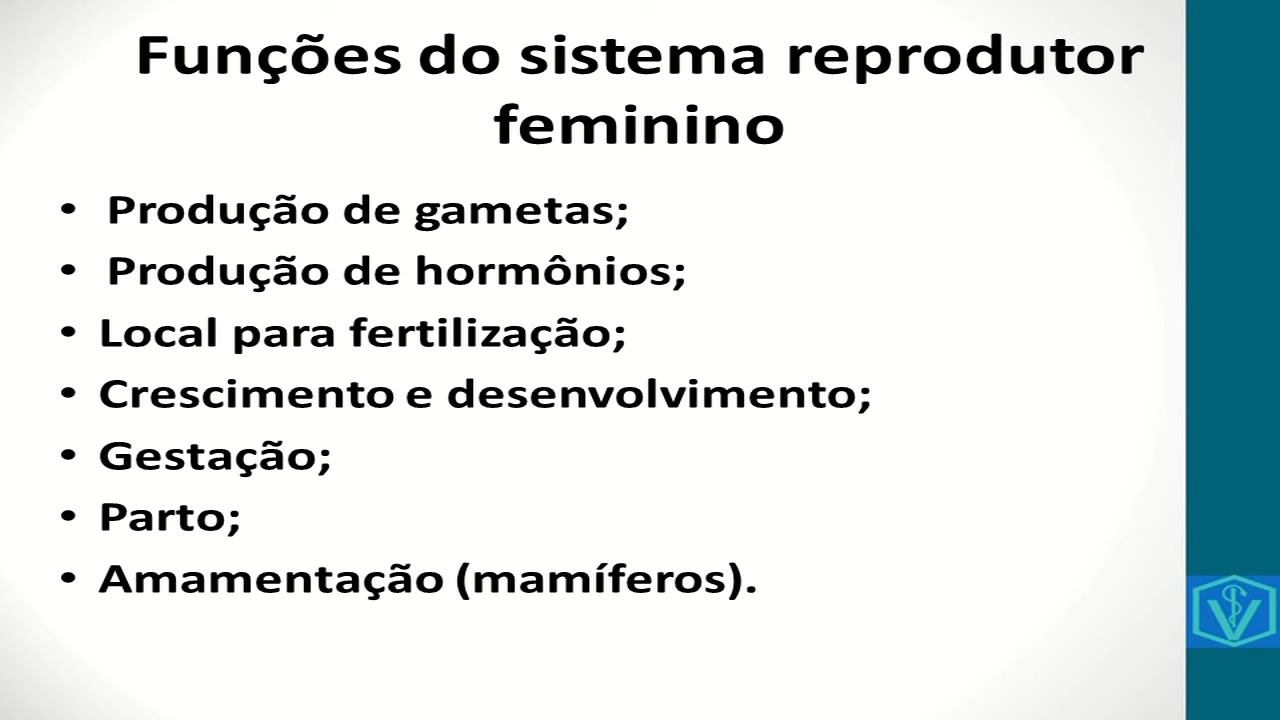 Funções do sistema reprodutor
feminino
• Produção de gametas;
• Produção de hormônios;
• Local para fertilização;
• Crescimento e desenvolvimento;
• Gestação;
• Parto;
• Amamentação (mamíferos).